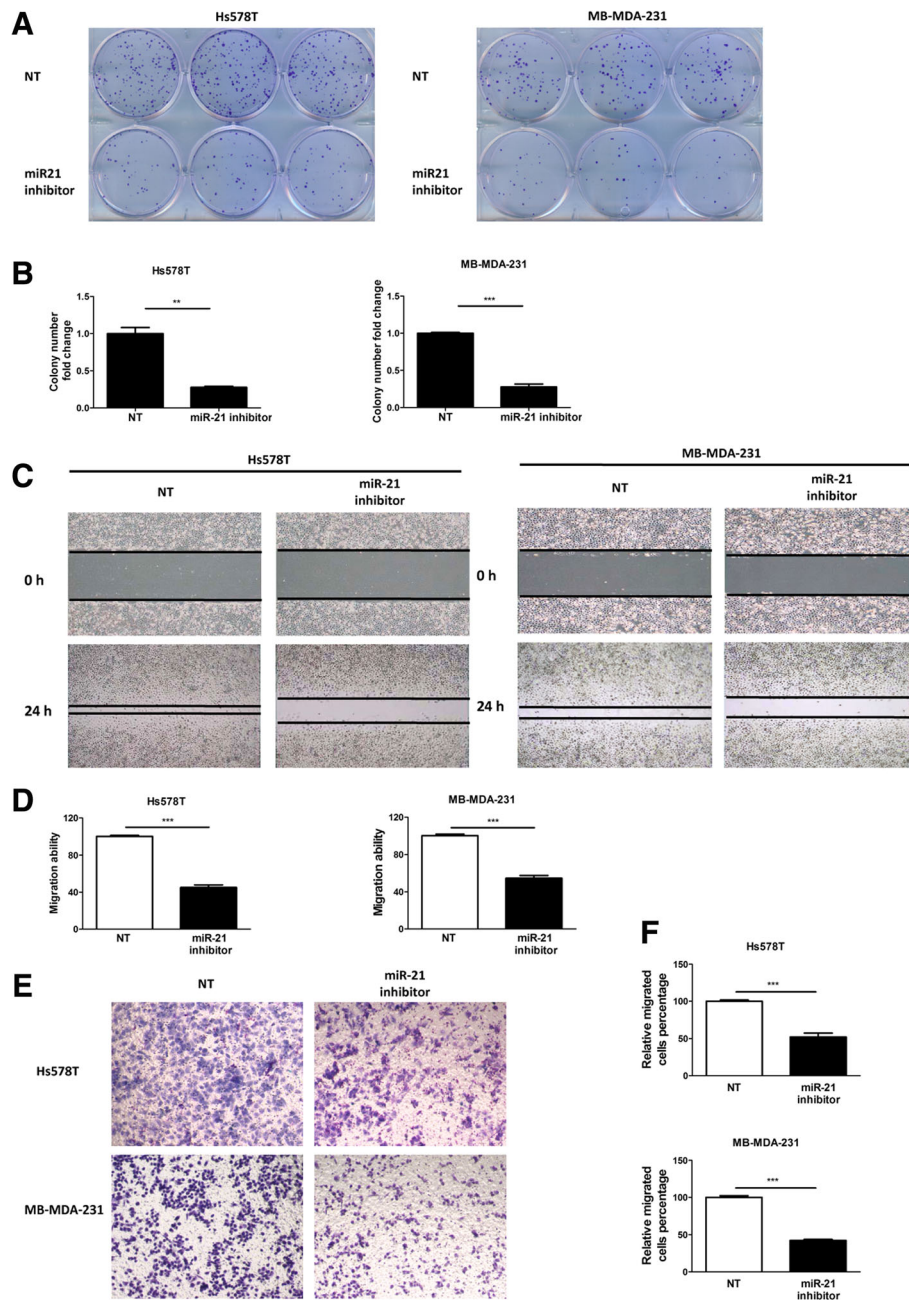 A
Hs578T
MB-MDA-231
NT
NT
miR21
inhibitor
miR21
inhibitor
B
Hs578T
MB-MDA-231
Colony number
fold change
1.5
1.0
0.5
0.0
**
NT
miR-21 inhibitor
Colony number fold change
1.5
1.0
0.5
0.0
***
NT
miR-21 inhibitor
C
Hs578T
MB-MDA-231
NT
miR-21
inhibitor
NT
miR-21
inhibitor
0 h
0 h
24 h
24 h
D
Hs578T
MB-MDA-231
Migration ability
120
80
40
0
***
NT
miR-21
inhibitor
Migration ability
120
80
40
0
***
NT
miR-21
inhibitor
E
NT
miR-21
inhibitor
Hs578T
MB-MDA-231
F
Hs578T
Relative migrated
cells percentage
150
100
50
0
***
NT
miR-21
inhibitor
MB-MDA-231
Relative migrated
cells percentage
150
100
50
0
***
NT
miR-21
inhibitor